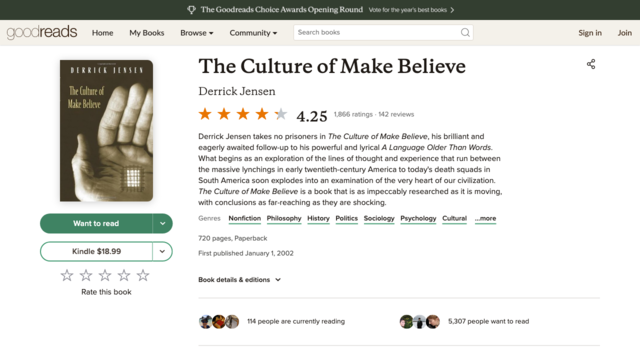 The Goodreads Choice Awards Opening Round Vote for the year's best books
goodreads Home My Books Browse Community Search books Sign in Join
DERRICK JENSEN
The Culture of
Make Believe
The Culture of Make Believe
Derrick Jensen
4.25 1,866 ratings · 142 reviews
Derrick Jensen takes no prisoners in The Culture of Make Believe, his brilliant and
eagerly awaited follow-up to his powerful and lyrical A Language Older Than Words.
What begins as an exploration of the lines of thought and experience that run between
the massive lynchings in early twentieth-century America to today's death squads in
South America soon explodes into an examination of the very heart of our civilization.
The Culture of Make Believe is a book that is as impeccably researched as it is moving,
with conclusions as far-reaching as they are shocking.
Genres Nonfiction Philosophy History Politics Sociology Psychology Cultural ...more
720 pages, Paperback
First published January 1, 2002
Book details & editions
114 people are currently reading
5,307 people want to read
Want to read
Kindle $18.99
Rate this book